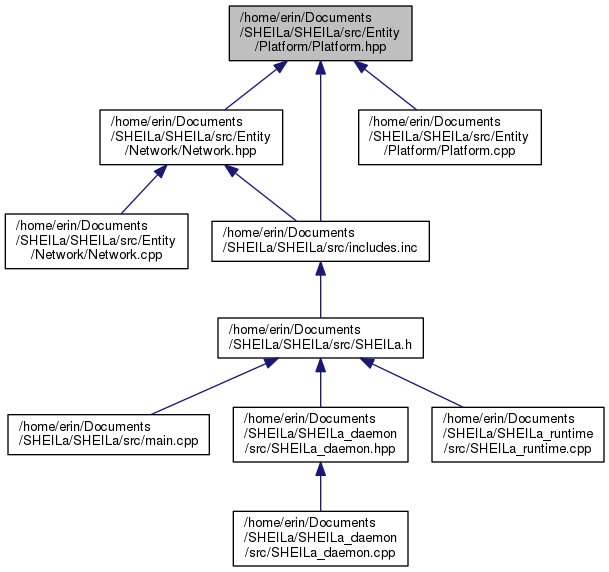 /home/erin/Documents
/SHEILa/SHEILa/src/Entity
/Platform/Platform.hpp
/home/erin/Documents
/SHEILa/SHEILa/src/Entity
/Network/Network.hpp
/home/erin/Documents
/SHEILa/SHEILa/src/Entity
/Platform/Platform.cpp
/home/erin/Documents
/SHEILa/SHEILa/src/Entity
/Network/Network.cpp
/home/erin/Documents
/SHEILa/SHEILa/src/includes.inc
/home/erin/Documents
/SHEILa/SHEILa/src/SHEILa.h
/home/erin/Documents
/SHEILa/SHEILa/src/main.cpp
/home/erin/Documents
/SHEILa/SHEILa_daemon
/src/SHEILa_daemon.hpp
/home/erin/Documents
/SHEILa/SHEILa_runtime
/src/SHEILa_runtime.cpp
/home/erin/Documents
/SHEILa/SHEILa_daemon
/src/SHEILa_daemon.cpp